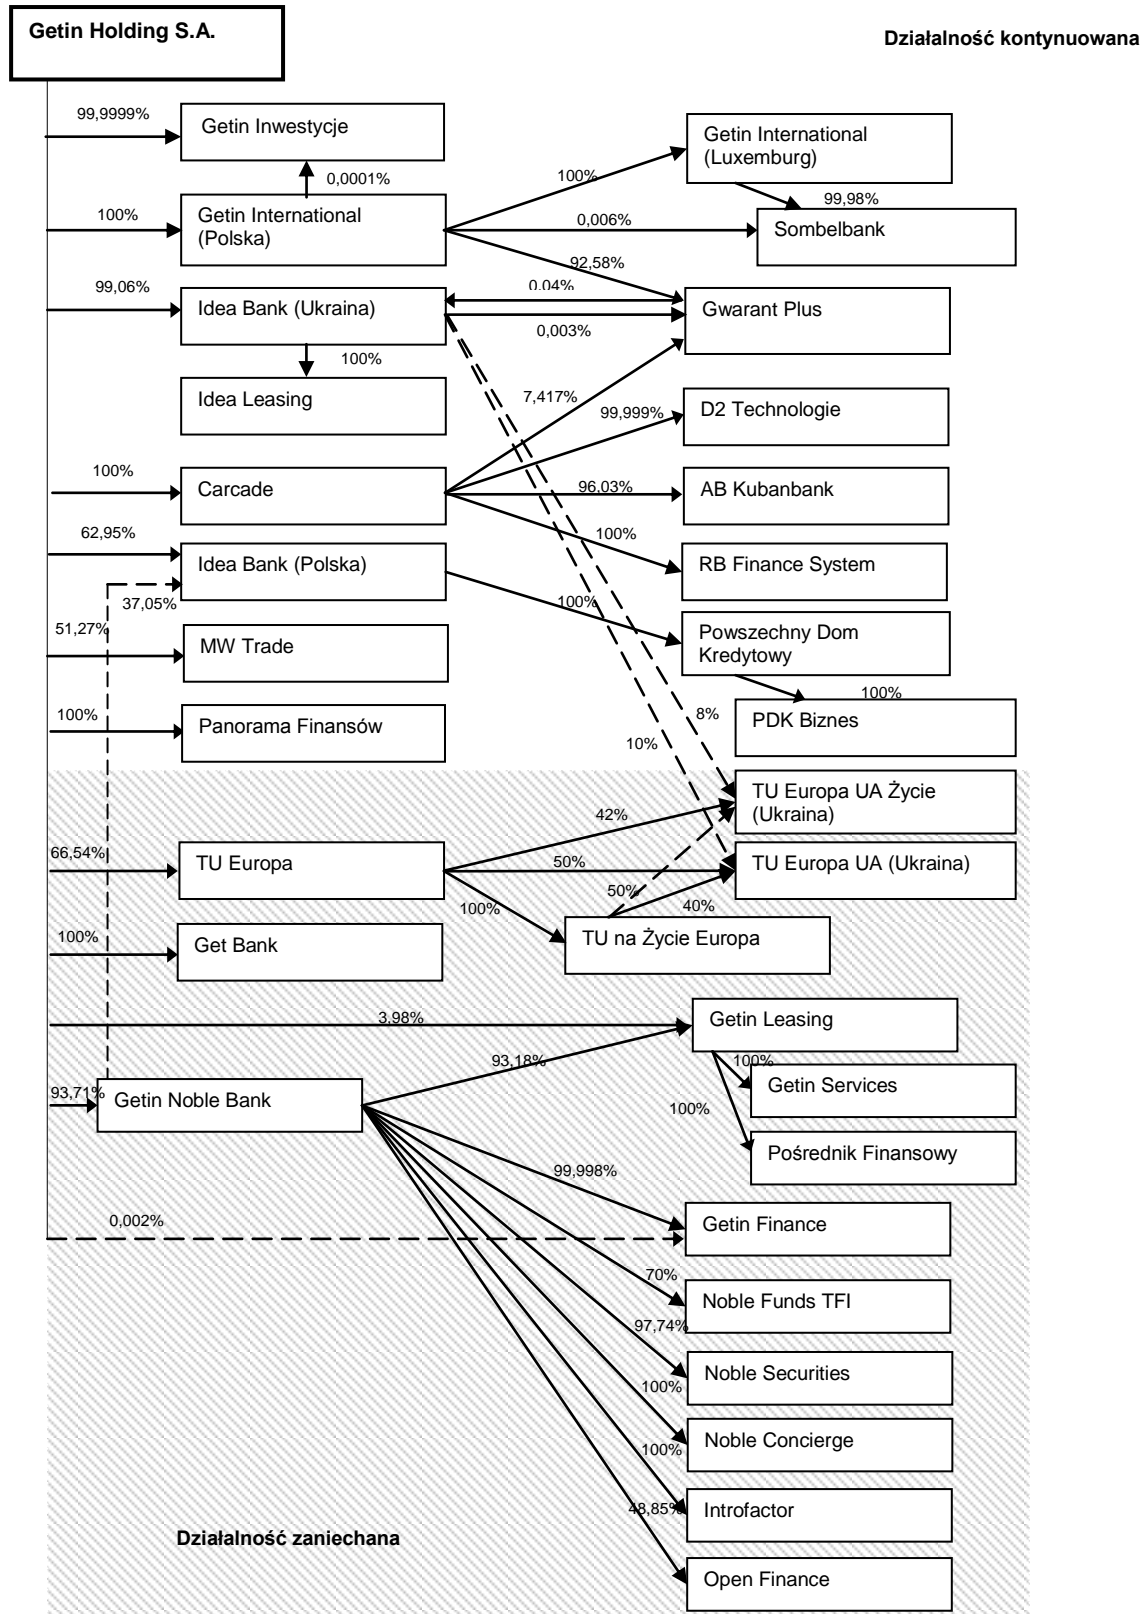 Getin Holding S.A.
Działalność kontynuowana
99,9999%
Getin Inwestycje
Getin International
(Luxemburg)
0,0001%
100%
99,98%
100%
Getin International
(Polska)
0,006%
Sombelbank
92,58%
99,06%
Idea Bank (Ukraina)
0,04%
Gwarant Plus
0,003%
100%
Idea Leasing
7,417%
99,999%
D2 Technologie
100%
Carcade
96,03%
AB Kubanbank
62,95%
Idea Bank (Polska)
100%
RB Finance System
37,05%
100%
51,27%
MW Trade
Powszechny Dom
Kredytowy
100%
100%
Panorama Finansów
8%
10%
PDK Biznes
42%
TU Europa UA Życie
(Ukraina)
66,54%
TU Europa
50%
TU Europa UA (Ukraina)
50%
100%
40%
100%
Get Bank
TU na Życie Europa
3,98%
Getin Leasing
93,18%
100%
93,71%
Getin Noble Bank
Getin Services
100%
Pośrednik Finansowy
99,998%
0,002%
Getin Finance
70%
Noble Funds TFI
97,74%
Noble Securities
100%
Noble Concierge
100%
Introfactor
48,85%
Działalność zaniechana
Open Finance